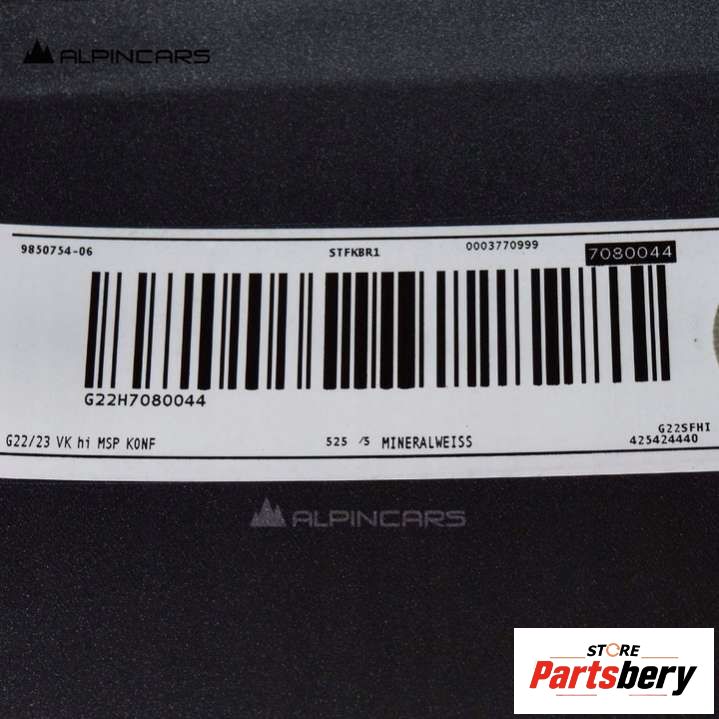 ALPINCARS
9850754-06 STFKBR1 0003770999 7080044
G22H7080044
G22SFHI
G22/23 VK hi MSP KONF 525 /5 MINERALWEISS 425424440
ALPINCARS
STORE
Partsbery